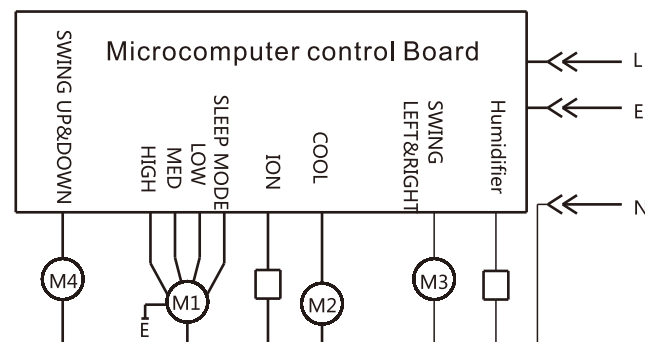 Microcomputer control Board
SWING UP&DOWN
HIGH
MED
LOW
SLEEP MODE
ION
COOL
SWING
LEFT&RIGHT
Humidifier
L
E
N
M4
M1
E
M2
M3